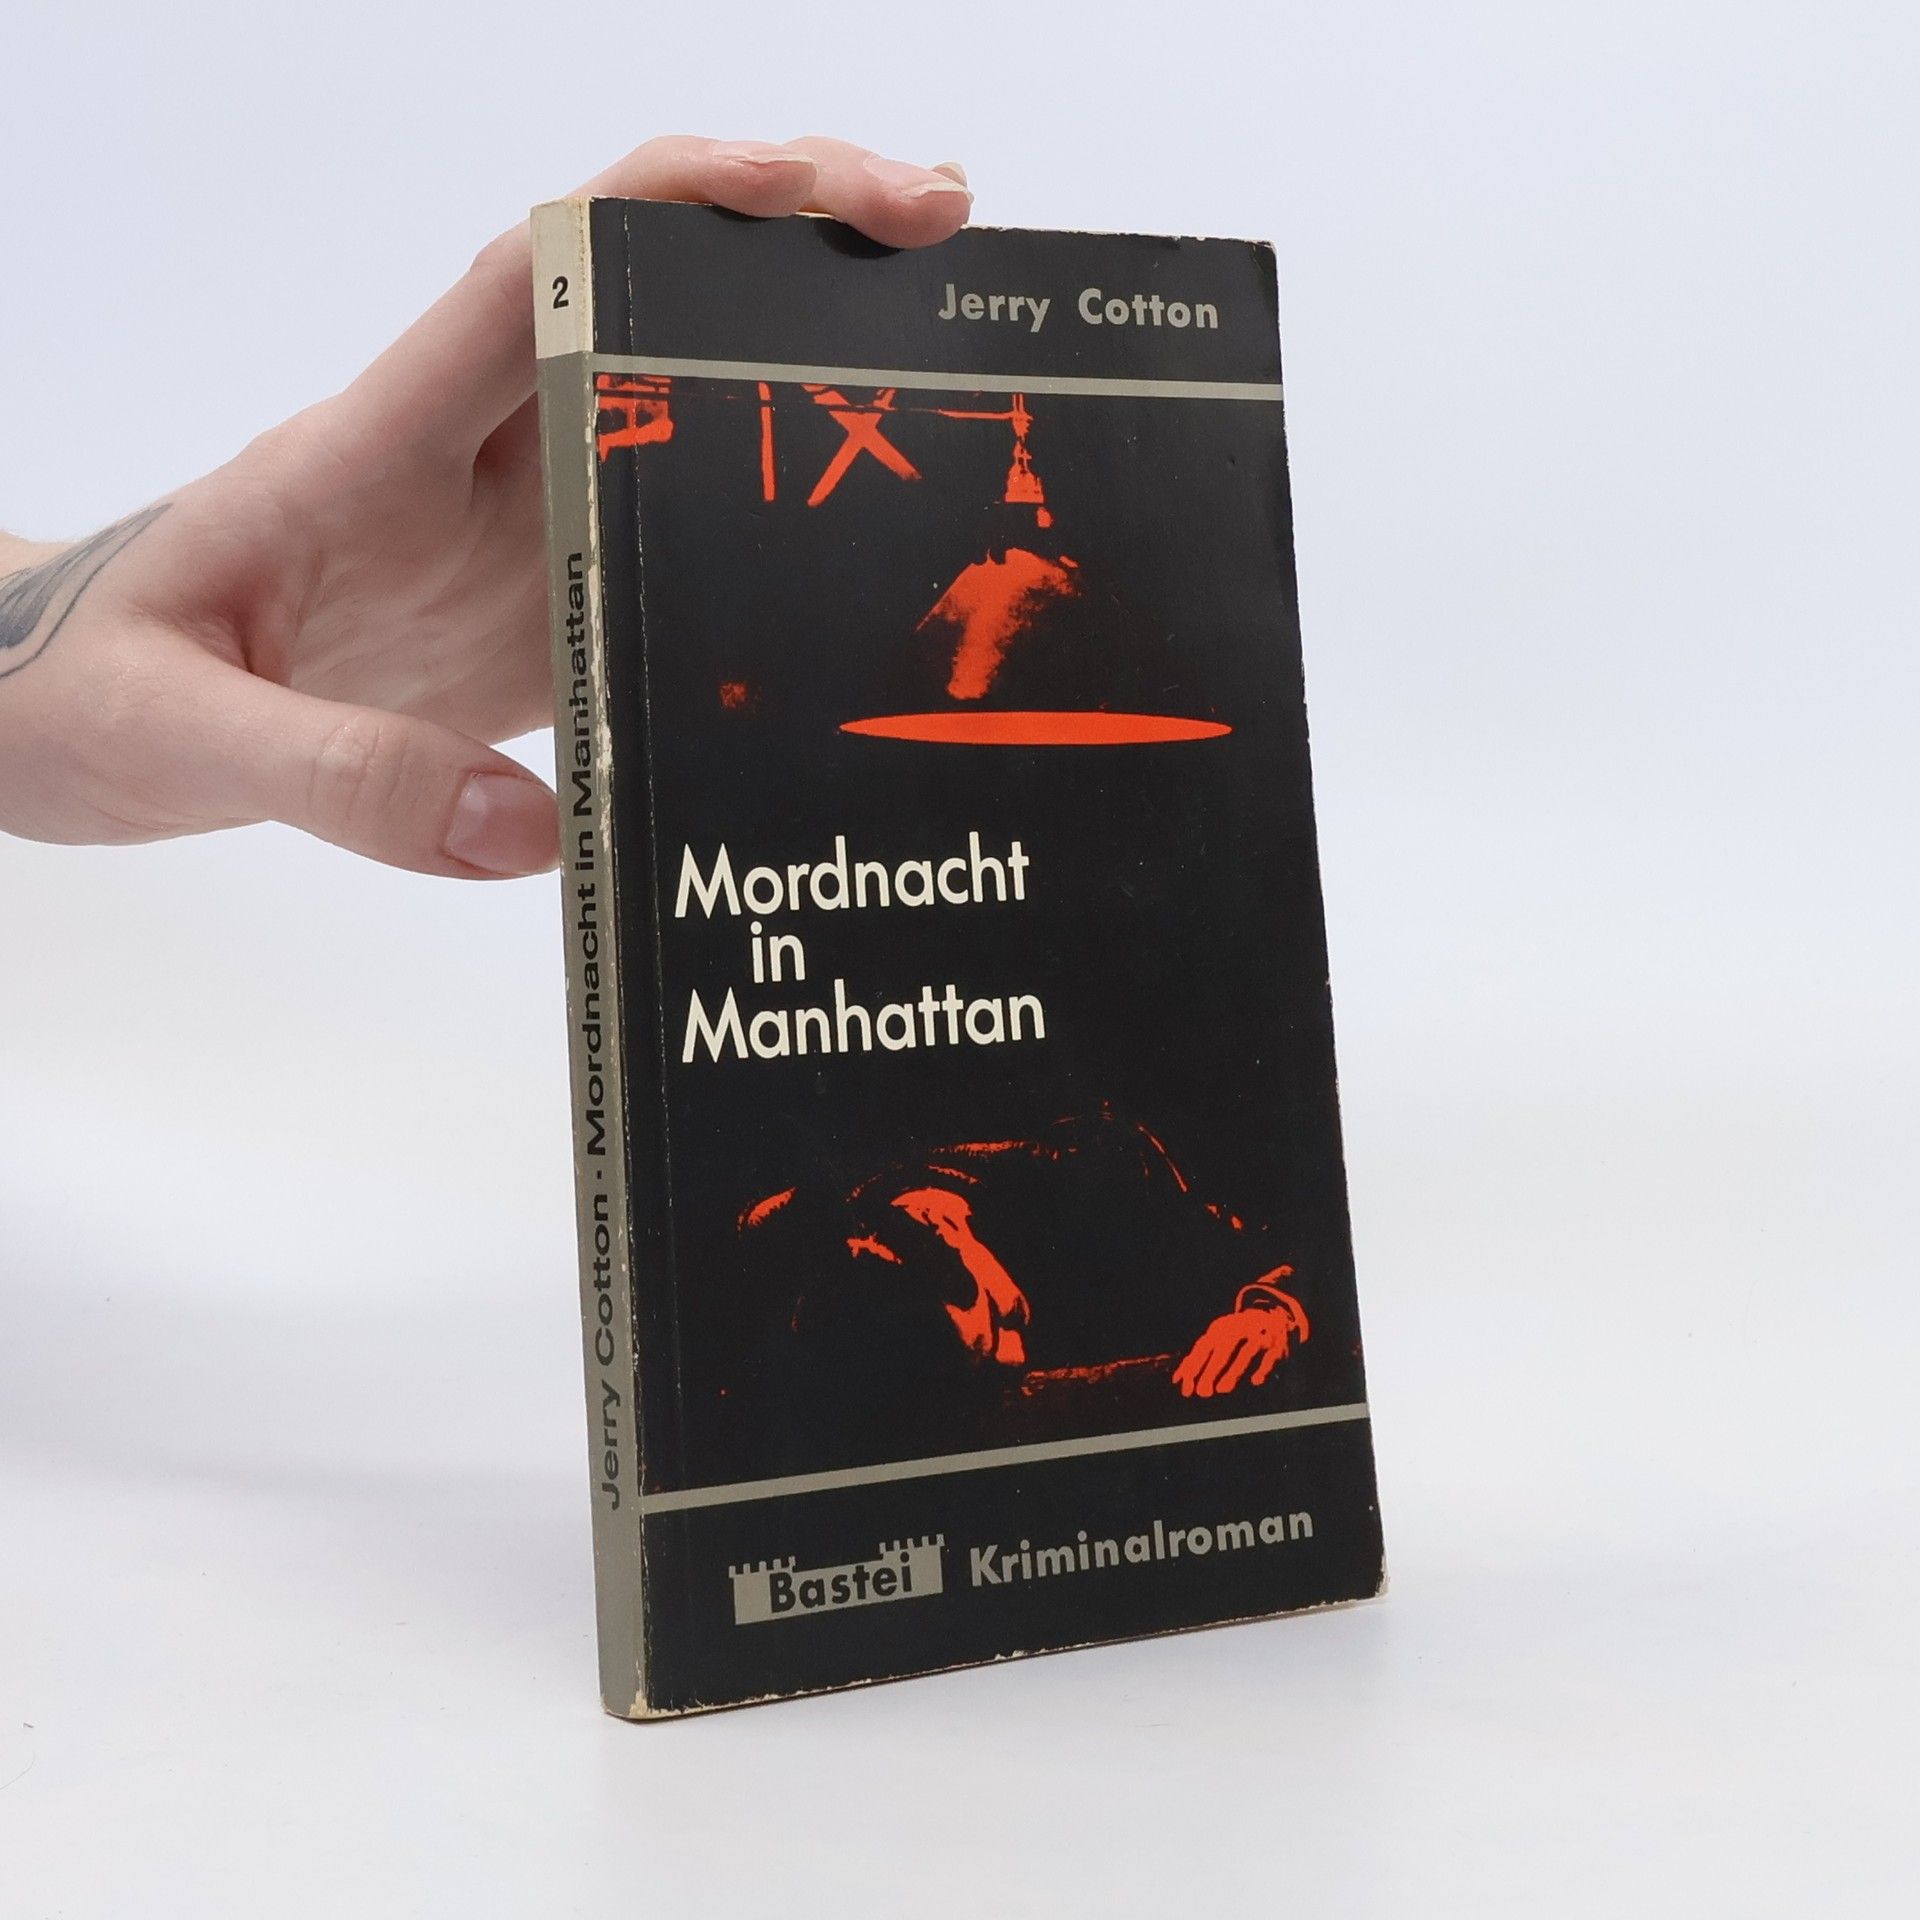 2
Jerry Cotton · Mordnacht in Manhattan
Jerry Cotton
Mordnacht
in
Manhattan
Bastei Kriminalroman